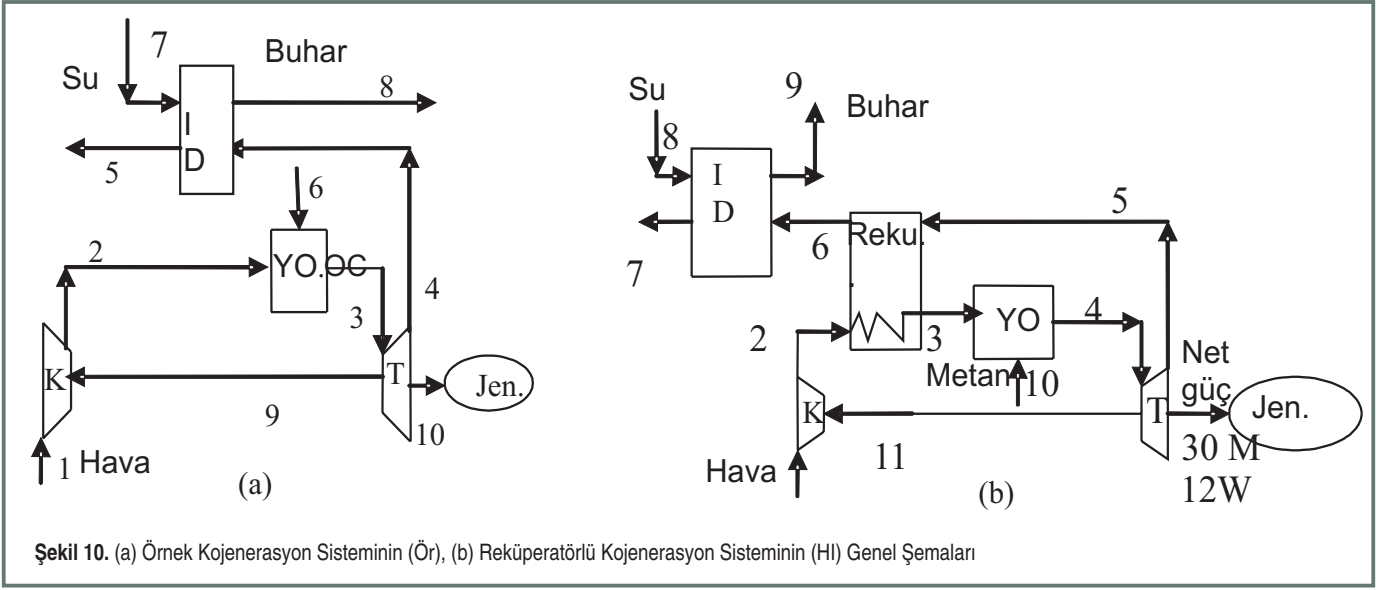 7
Su
Buhar
8
I
D
5
6
2
YO.OC
3
4
K
T
Jen.
9
10
1 Hava
(a)
Su
8
9
Buhar
I
D
5
6
Reku.
7
2
3
YO
4
Metan
10
Net
güç
K
T
Jen.
11
30 M
12W
Hava
(b)
Şekil 10. (a) Örnek Kojenerasyon Sisteminin (Ör), (b) Reküperatörlü Kojenerasyon Sisteminin (HI) Genel Şemaları